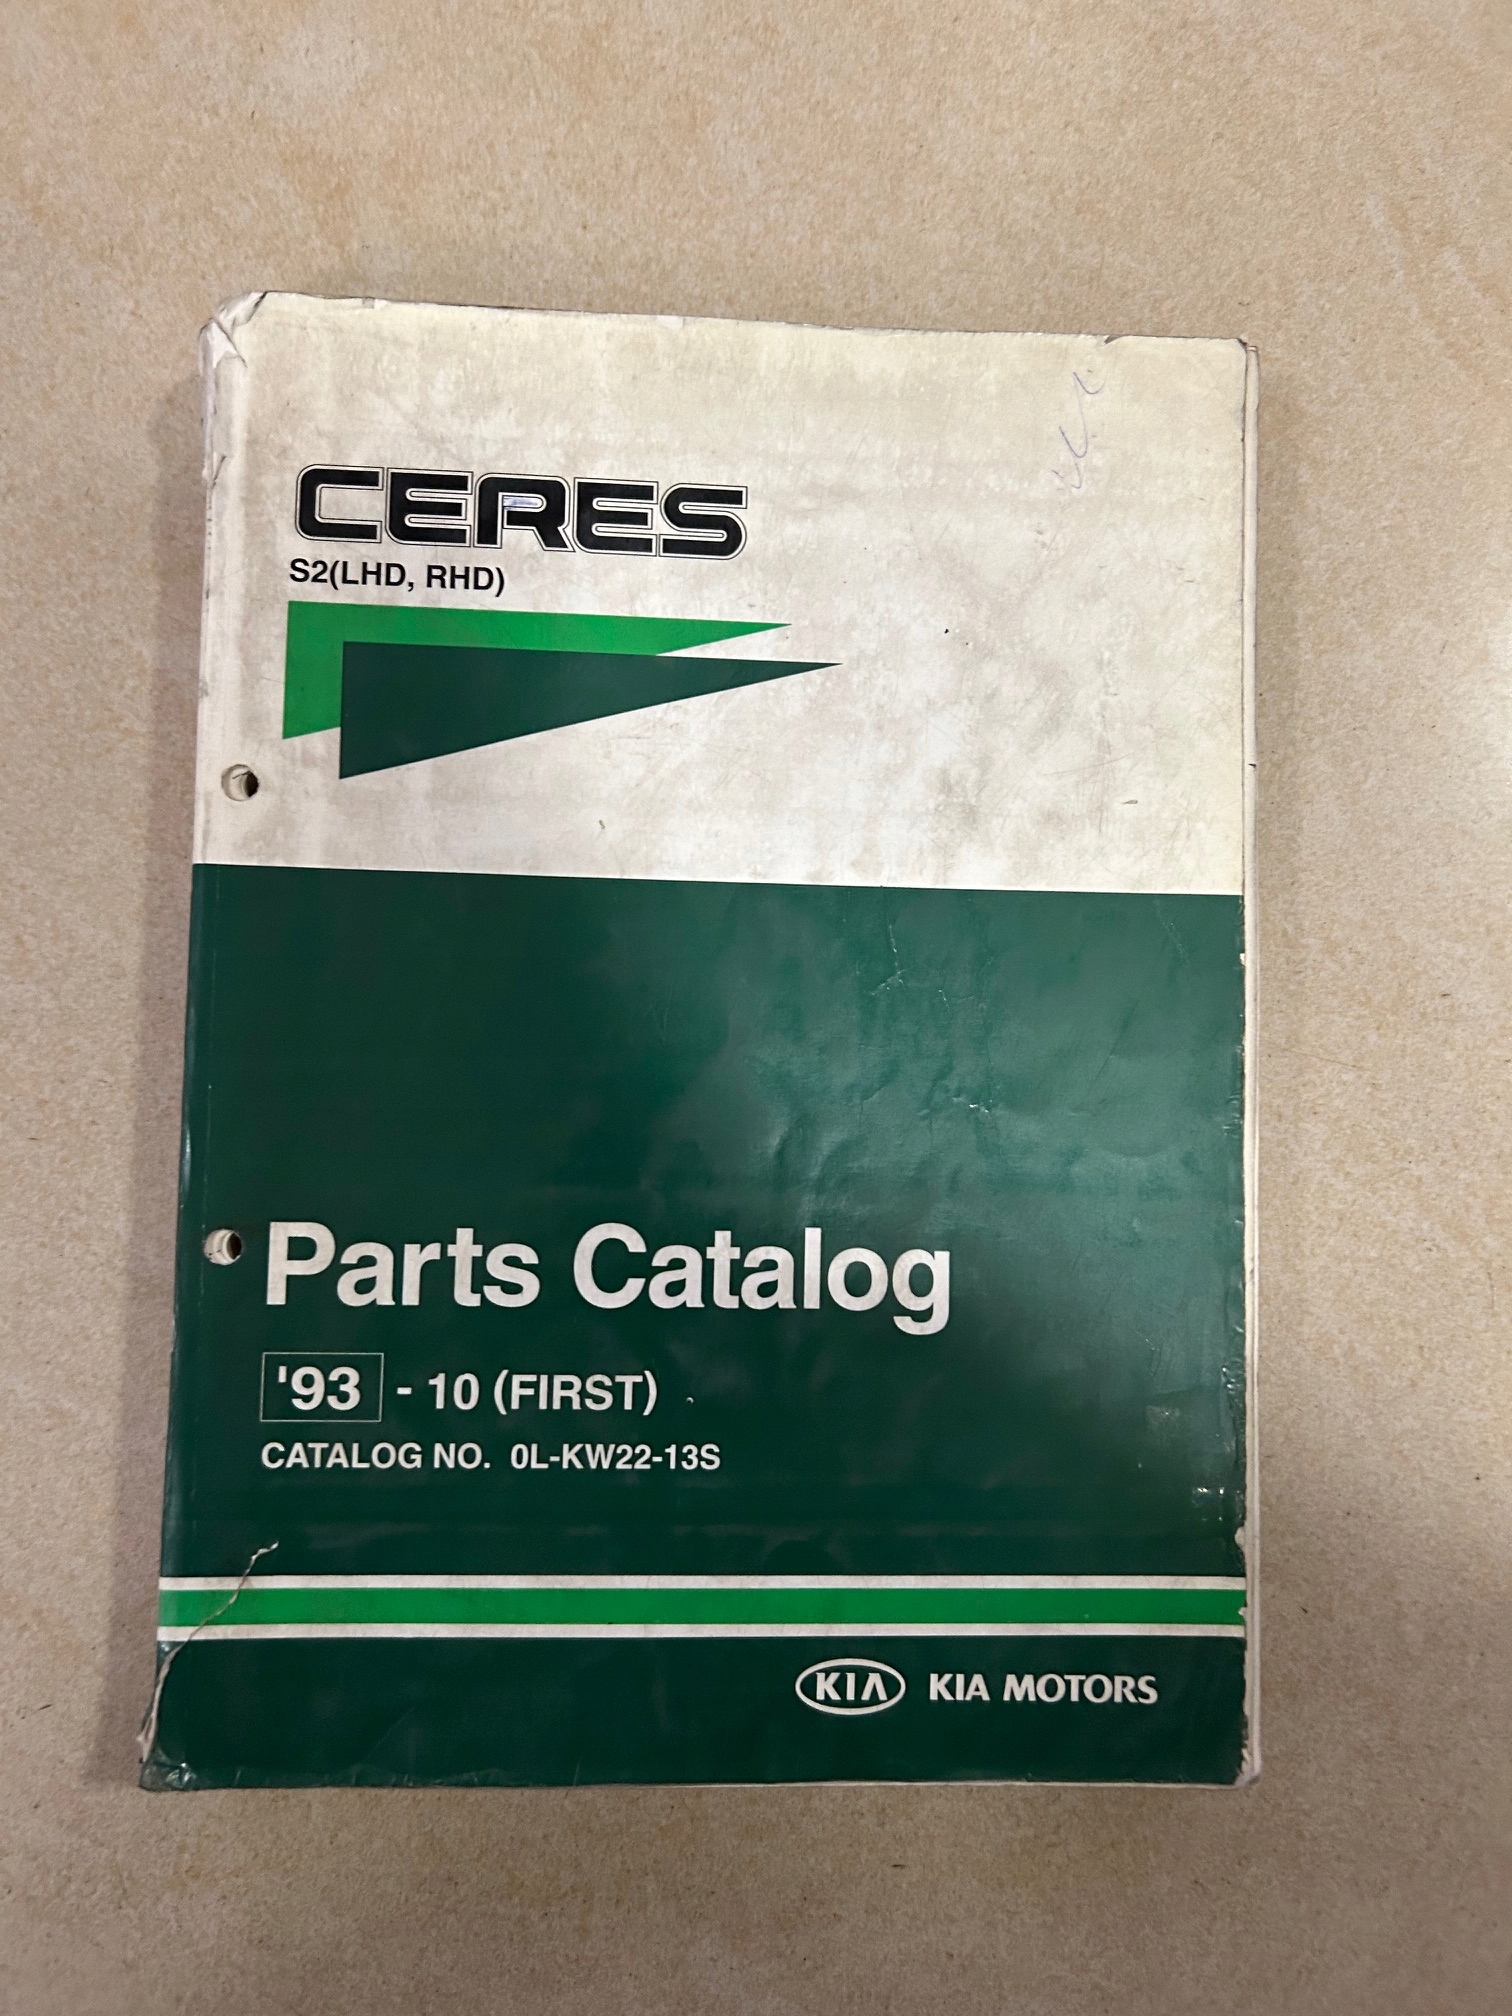 CERES
S2(LHD, RHD)
Parts Catalog
'93 - 10 (FIRST)
CATALOG NO. 0L-KW22-13S
KIA KIA MOTORS